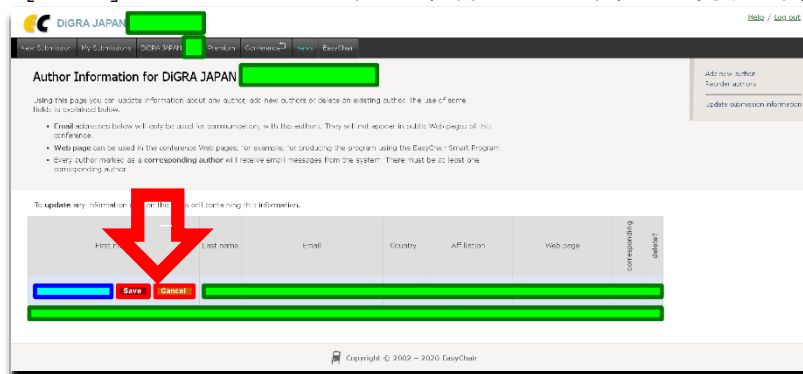 Help / Log out
DiGRA JAPAN
New Submission My Submissions DiGRA JAPAN Premium Conference News EasyChair
Author Information for DiGRA JAPAN
Using this page you can update information about any author, add new authors or delete an existing author. The use of some
fields is explained below.
• Email addresses below will only be used for communication with the authors. They will not appear in public Web pages of this
conference.
• Web page can be used in the conference Web pages, for example, for producing the program using the EasyChair Smart Program.
• Every author marked as a corresponding author will receive email messages from the system. There must be at least one
corresponding author.
Add new author
Reorder authors
Update submission information
To update any information on the cell containing this information.
First Last name Email Country Affiliation Web page corresponding delete?
Save Cancel
Copyright © 2002 – 2020 EasyChair